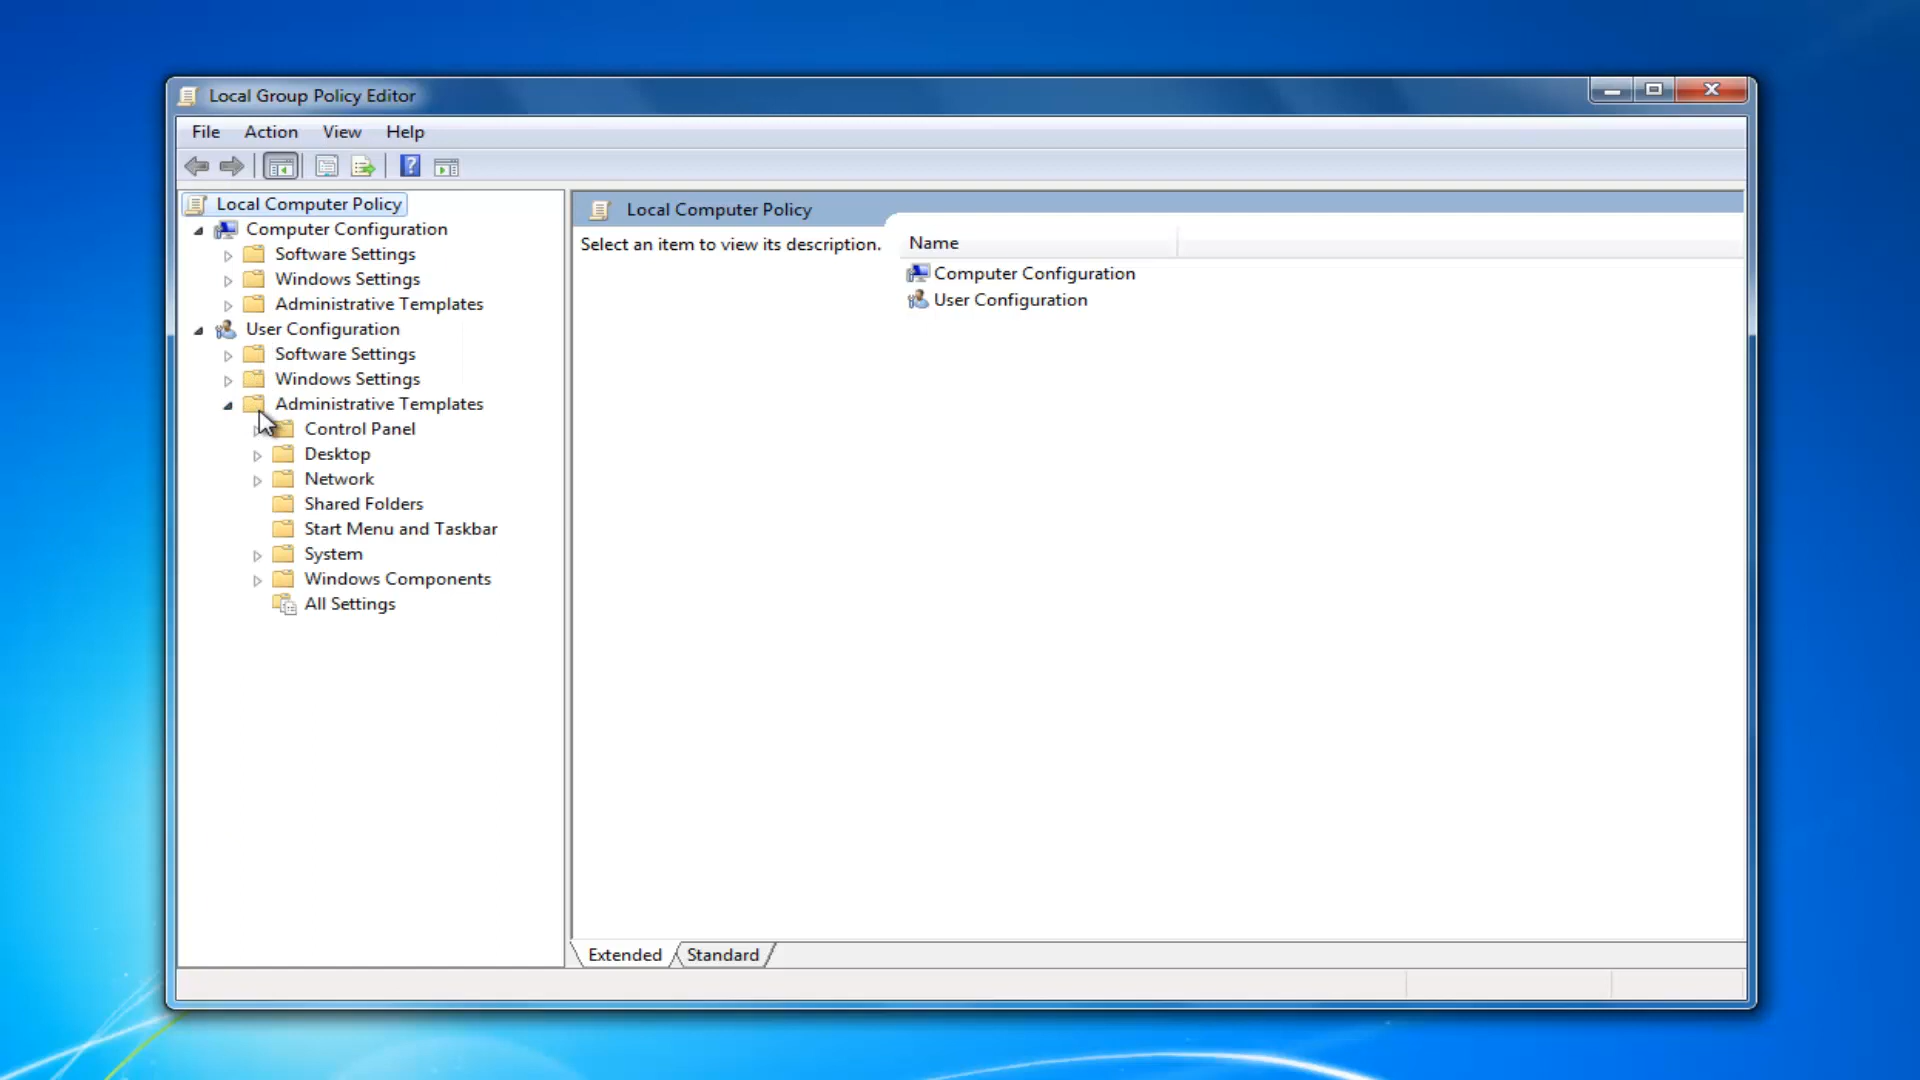 Local Group Policy Editor
File Action View Help
Local Computer Policy
Computer Configuration
Software Settings
Windows Settings
Administrative Templates
User Configuration
Software Settings
Windows Settings
Administrative Templates
Control Panel
Desktop
Network
Shared Folders
Start Menu and Taskbar
System
Windows Components
All Settings
Local Computer Policy
Select an item to view its description.
Name
Computer Configuration
User Configuration
Extended Standard